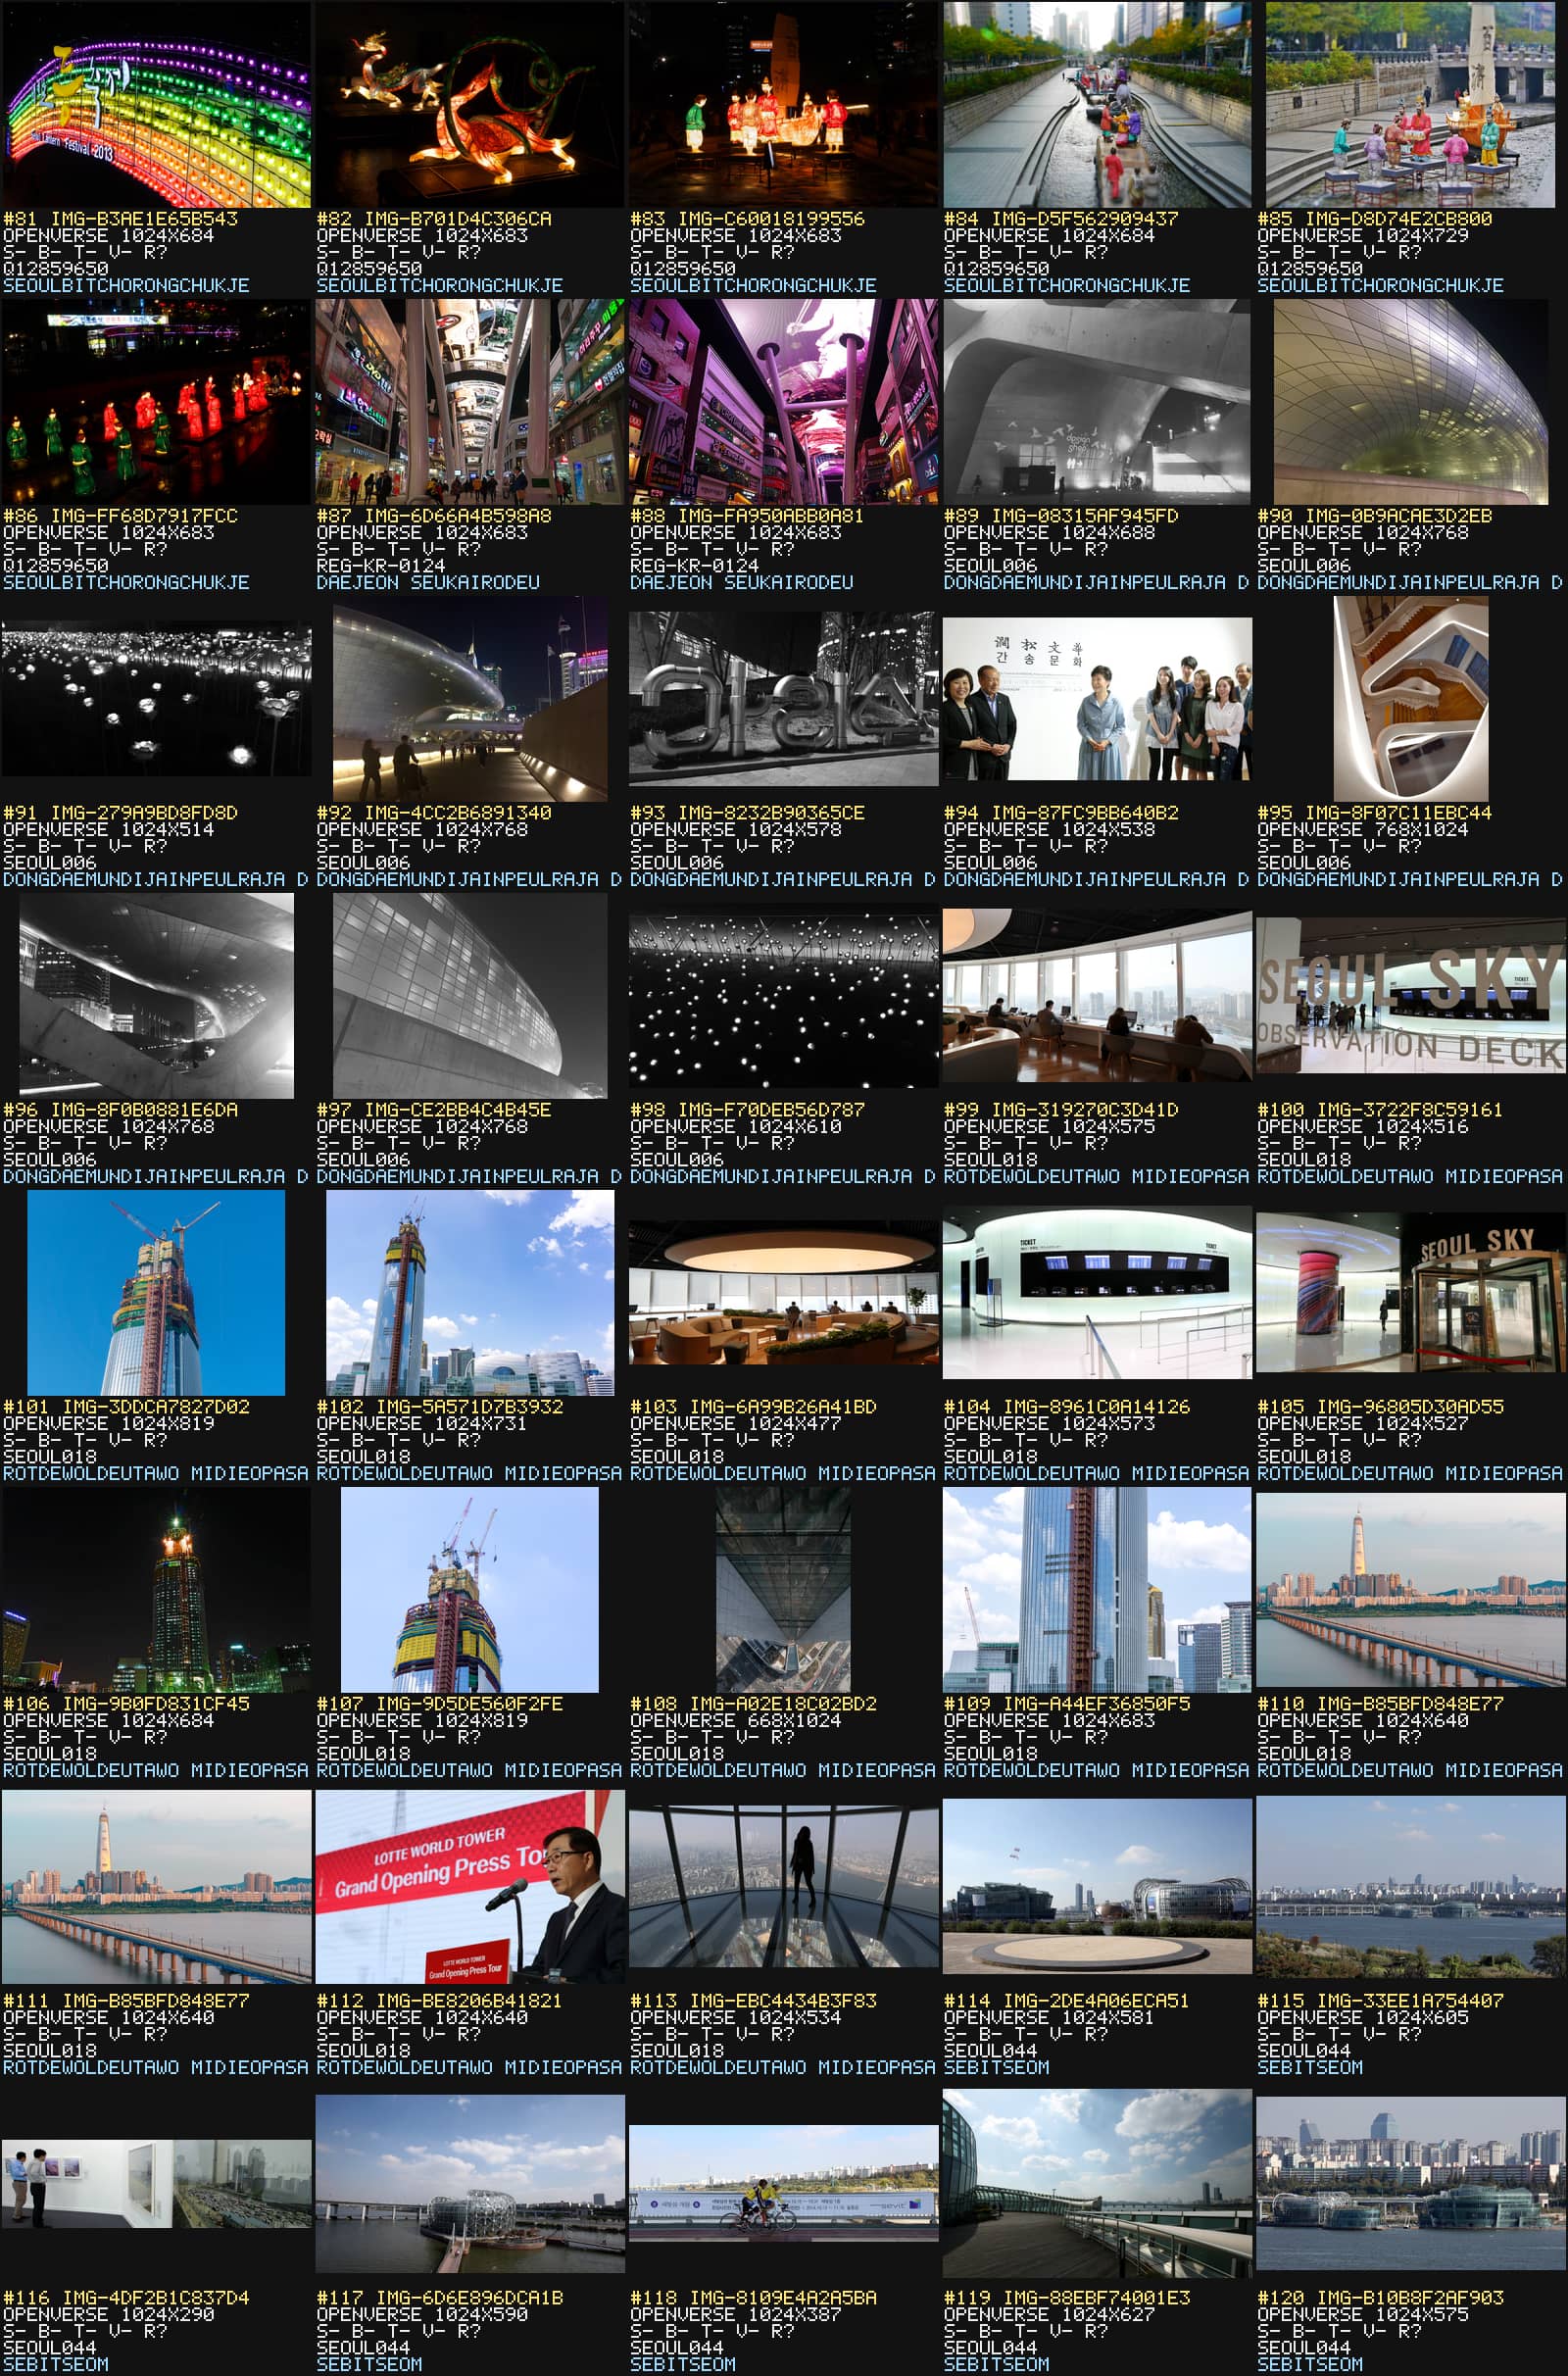 Seoul Lantern Festival 2013
#81 IMG-B3AE1E65B543
OPENVERSE 1024X684
S- B- T- V- R?
Q12859650
SEOULBITCHORONGCHUKJE
#82 IMG-B701D4C306CA
OPENVERSE 1024X683
S- B- T- V- R?
Q12859650
SEOULBITCHORONGCHUKJE
#83 IMG-C60018199556
OPENVERSE 1024X683
S- B- T- V- R?
Q12859650
SEOULBITCHORONGCHUKJE
#84 IMG-D5F562909437
OPENVERSE 1024X684
S- B- T- V- R?
Q12859650
SEOULBITCHORONGCHUKJE
#85 IMG-D8D74E2CB800
OPENVERSE 1024X729
S- B- T- V- R?
Q12859650
SEOULBITCHORONGCHUKJE
design
shop
#86 IMG-FF68D7917FCC
OPENVERSE 1024X683
S- B- T- V- R?
Q12859650
SEOULBITCHORONGCHUKJE
#87 IMG-6D66A4B598A8
OPENVERSE 1024X683
S- B- T- V- R?
REG-KR-0124
DAEJEON SEUKAIRODEU
#88 IMG-FA950ABB0A81
OPENVERSE 1024X683
S- B- T- V- R?
REG-KR-0124
DAEJEON SEUKAIRODEU
#89 IMG-08315AF945FD
OPENVERSE 1024X688
S- B- T- V- R?
SEOUL006
DONGDAEMUNDIJAINPEULRAJA D
#90 IMG-0B9ACAE3D2EB
OPENVERSE 1024X768
S- B- T- V- R?
SEOUL006
DONGDAEMUNDIJAINPEULRAJA D
澗 松 文 華
간 송 문 화
#91 IMG-279A9BD8FD8D
OPENVERSE 1024X514
S- B- T- V- R?
SEOUL006
DONGDAEMUNDIJAINPEULRAJA D
#92 IMG-4CC2B6891340
OPENVERSE 1024X768
S- B- T- V- R?
SEOUL006
DONGDAEMUNDIJAINPEULRAJA D
#93 IMG-8232B90365CE
OPENVERSE 1024X578
S- B- T- V- R?
SEOUL006
DONGDAEMUNDIJAINPEULRAJA D
#94 IMG-87FC9BB640B2
OPENVERSE 1024X538
S- B- T- V- R?
SEOUL006
DONGDAEMUNDIJAINPEULRAJA D
#95 IMG-8F07C11EBC44
OPENVERSE 768X1024
S- B- T- V- R?
SEOUL006
DONGDAEMUNDIJAINPEULRAJA D
SEOUL SKY
OBSERVATION DECK
#96 IMG-8F0B0881E6DA
OPENVERSE 1024X768
S- B- T- V- R?
SEOUL006
DONGDAEMUNDIJAINPEULRAJA D
#97 IMG-CE2BB4C4B45E
OPENVERSE 1024X768
S- B- T- V- R?
SEOUL006
DONGDAEMUNDIJAINPEULRAJA D
#98 IMG-F70DEB56D787
OPENVERSE 1024X610
S- B- T- V- R?
SEOUL006
DONGDAEMUNDIJAINPEULRAJA D
#99 IMG-319270C3D41D
OPENVERSE 1024X575
S- B- T- V- R?
SEOUL018
ROTDEWOLDEUTAWO MIDIEOPASA
#100 IMG-3722F8C59161
OPENVERSE 1024X516
S- B- T- V- R?
SEOUL018
ROTDEWOLDEUTAWO MIDIEOPASA
TICKET
TICKET
SEOUL SKY
#101 IMG-3DDCA7827D02
OPENVERSE 1024X819
S- B- T- V- R?
SEOUL018
ROTDEWOLDEUTAWO MIDIEOPASA
#102 IMG-5A571D7B3932
OPENVERSE 1024X731
S- B- T- V- R?
SEOUL018
ROTDEWOLDEUTAWO MIDIEOPASA
#103 IMG-6A99B26A41BD
OPENVERSE 1024X477
S- B- T- V- R?
SEOUL018
ROTDEWOLDEUTAWO MIDIEOPASA
#104 IMG-8961C0A14126
OPENVERSE 1024X573
S- B- T- V- R?
SEOUL018
ROTDEWOLDEUTAWO MIDIEOPASA
#105 IMG-96805D30AD55
OPENVERSE 1024X527
S- B- T- V- R?
SEOUL018
ROTDEWOLDEUTAWO MIDIEOPASA
#106 IMG-9B0FD831CF45
OPENVERSE 1024X684
S- B- T- V- R?
SEOUL018
ROTDEWOLDEUTAWO MIDIEOPASA
#107 IMG-9D5DE560F2FE
OPENVERSE 1024X819
S- B- T- V- R?
SEOUL018
ROTDEWOLDEUTAWO MIDIEOPASA
#108 IMG-A02E18C02BD2
OPENVERSE 668X1024
S- B- T- V- R?
SEOUL018
ROTDEWOLDEUTAWO MIDIEOPASA
#109 IMG-A44EF36850F5
OPENVERSE 1024X683
S- B- T- V- R?
SEOUL018
ROTDEWOLDEUTAWO MIDIEOPASA
#110 IMG-B85BFD848E77
OPENVERSE 1024X640
S- B- T- V- R?
SEOUL018
ROTDEWOLDEUTAWO MIDIEOPASA
LOTTE WORLD TOWER
Grand Opening Press To
LOTTE WORLD TOWER
Grand Opening Press Tour
#111 IMG-B85BFD848E77
OPENVERSE 1024X640
S- B- T- V- R?
SEOUL018
ROTDEWOLDEUTAWO MIDIEOPASA
#112 IMG-BE8206B41821
OPENVERSE 1024X640
S- B- T- V- R?
SEOUL018
ROTDEWOLDEUTAWO MIDIEOPASA
#113 IMG-EBC4434B3F83
OPENVERSE 1024X534
S- B- T- V- R?
SEOUL018
ROTDEWOLDEUTAWO MIDIEOPASA
#114 IMG-2DE4A06ECA51
OPENVERSE 1024X581
S- B- T- V- R?
SEOUL044
SEBITSEOM
#115 IMG-33EE1A754407
OPENVERSE 1024X605
S- B- T- V- R?
SEOUL044
SEBITSEOM
#116 IMG-4DF2B1C837D4
OPENVERSE 1024X290
S- B- T- V- R?
SEOUL044
SEBITSEOM
#117 IMG-6D6E896DCA1B
OPENVERSE 1024X590
S- B- T- V- R?
SEOUL044
SEBITSEOM
#118 IMG-8109E4A2A5BA
OPENVERSE 1024X387
S- B- T- V- R?
SEOUL044
SEBITSEOM
#119 IMG-88EBF74001E3
OPENVERSE 1024X627
S- B- T- V- R?
SEOUL044
SEBITSEOM
#120 IMG-B10B8F2AF903
OPENVERSE 1024X575
S- B- T- V- R?
SEOUL044
SEBITSEOM